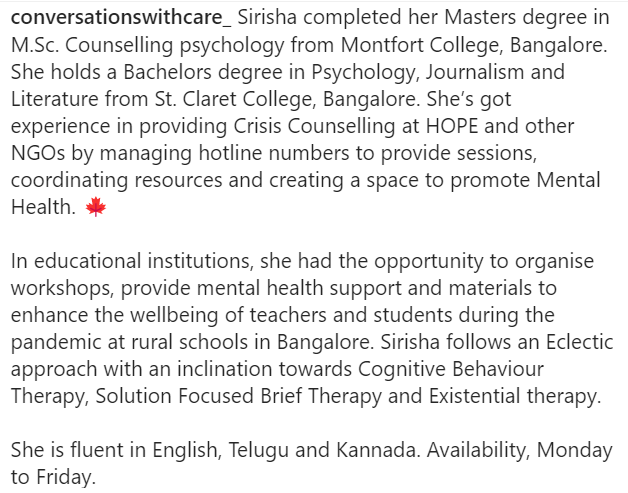 conversationswithcare_ Sirisha completed her Masters degree in
M.Sc. Counselling psychology from Montfort College, Bangalore.
She holds a Bachelors degree in Psychology, Journalism and
Literature from St. Claret College, Bangalore. She's got
experience in providing Crisis Counselling at HOPE and other
NGOs by managing hotline numbers to provide sessions,
coordinating resources and creating a space to promote Mental
Health. 🍁
In educational institutions, she had the opportunity to organise
workshops, provide mental health support and materials to
enhance the wellbeing of teachers and students during the
pandemic at rural schools in Bangalore. Sirisha follows an Eclectic
approach with an inclination towards Cognitive Behaviour
Therapy, Solution Focused Brief Therapy and Existential therapy.
She is fluent in English, Telugu and Kannada. Availability, Monday
to Friday.